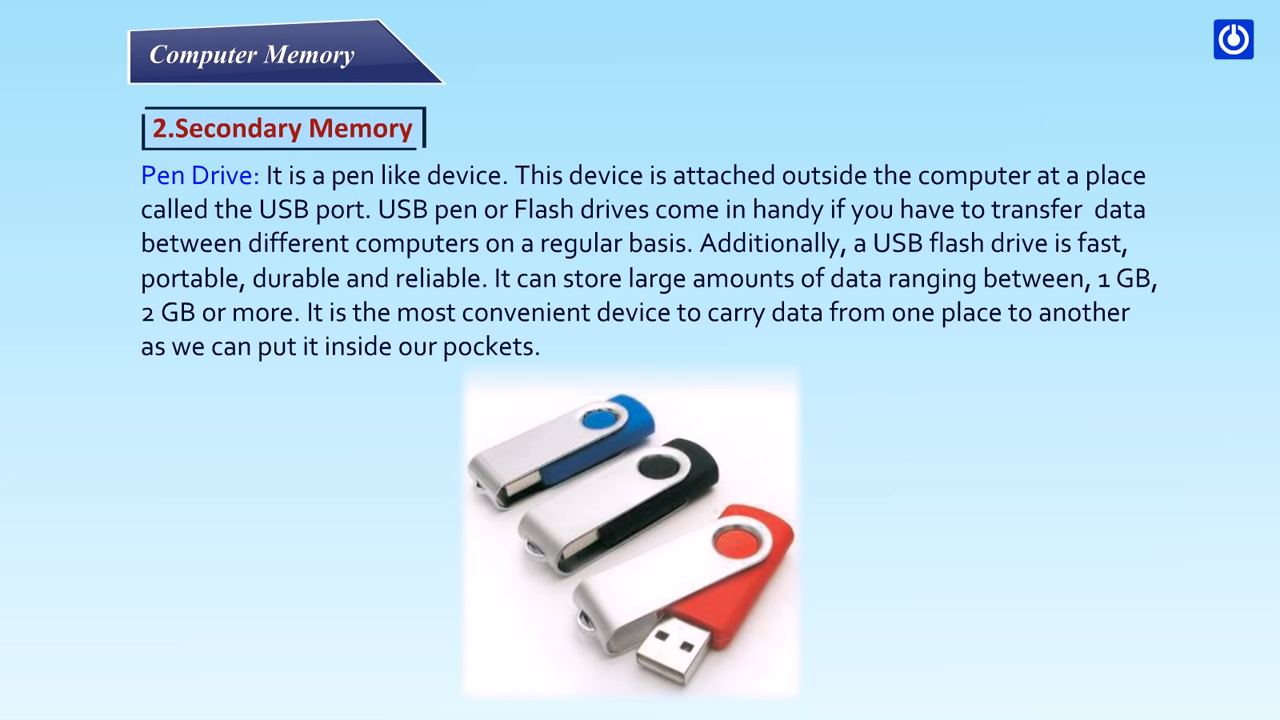 Computer Memory
2.Secondary Memory
Pen Drive: It is a pen like device. This device is attached outside the computer at a place
called the USB port. USB pen or Flash drives come in handy if you have to transfer  data
between different computers on a regular basis. Additionally, a USB flash drive is fast,
portable, durable and reliable. It can store large amounts of data ranging between, 1 GB,
2 GB or more. It is the most convenient device to carry data from one place to another
as we can put it inside our pockets.